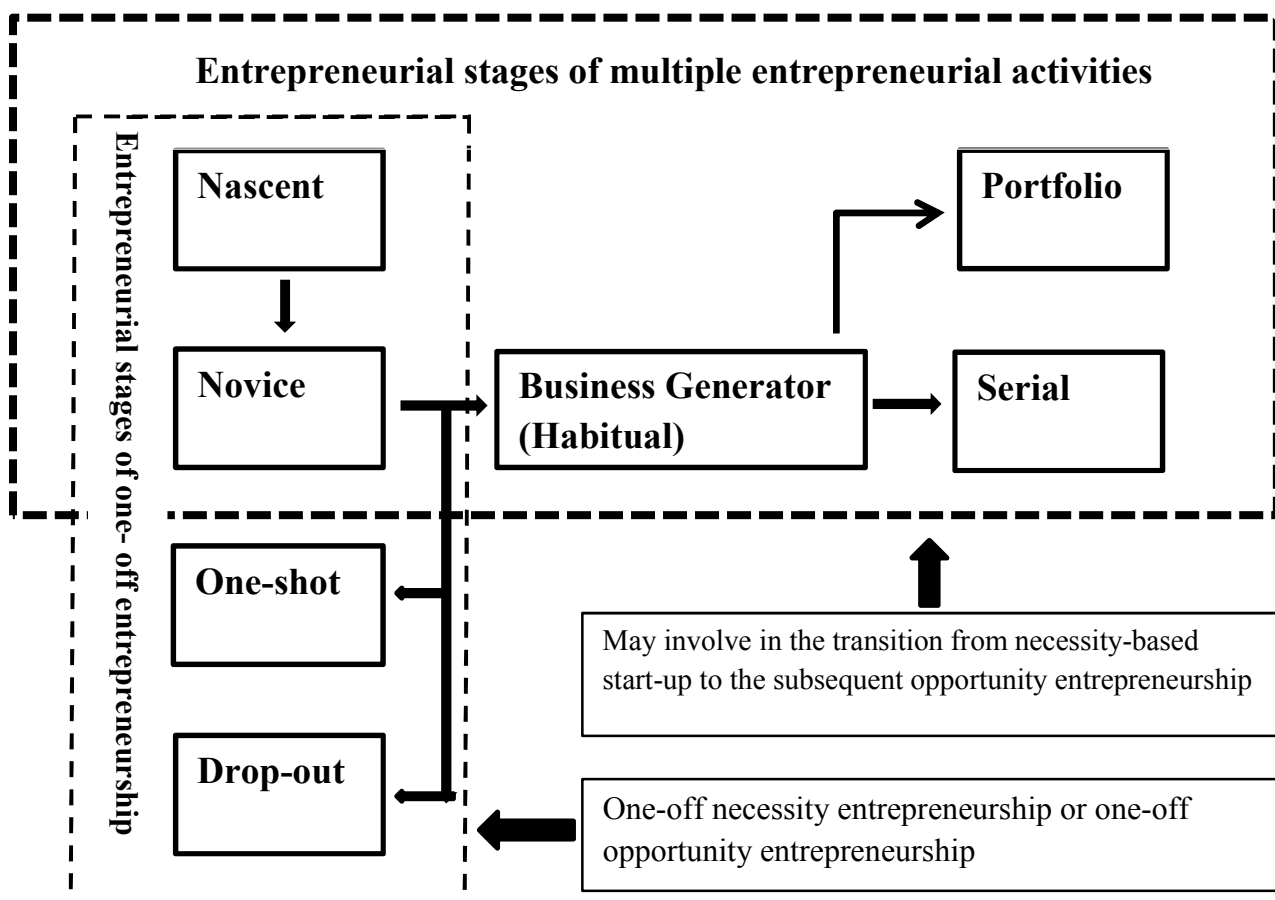 Entrepreneurial stages of multiple entrepreneurial activities
Entrepreneurial stages of one- off entrepreneurship
Nascent
Portfolio
Novice
Business Generator
(Habitual)
Serial
One-shot
May involve in the transition from necessity-based
start-up to the subsequent opportunity entrepreneurship
Drop-out
One-off necessity entrepreneurship or one-off
opportunity entrepreneurship